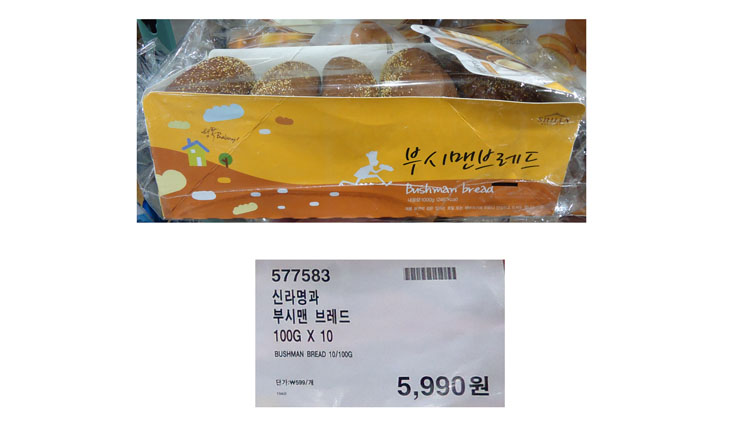 Bakery!
부시맨브레드
Bushman bread
577583
신라명과
부시맨 브레드
100G X 10
BUSHMAN BREAD 10/100G
단가:₩599/개
5,990원